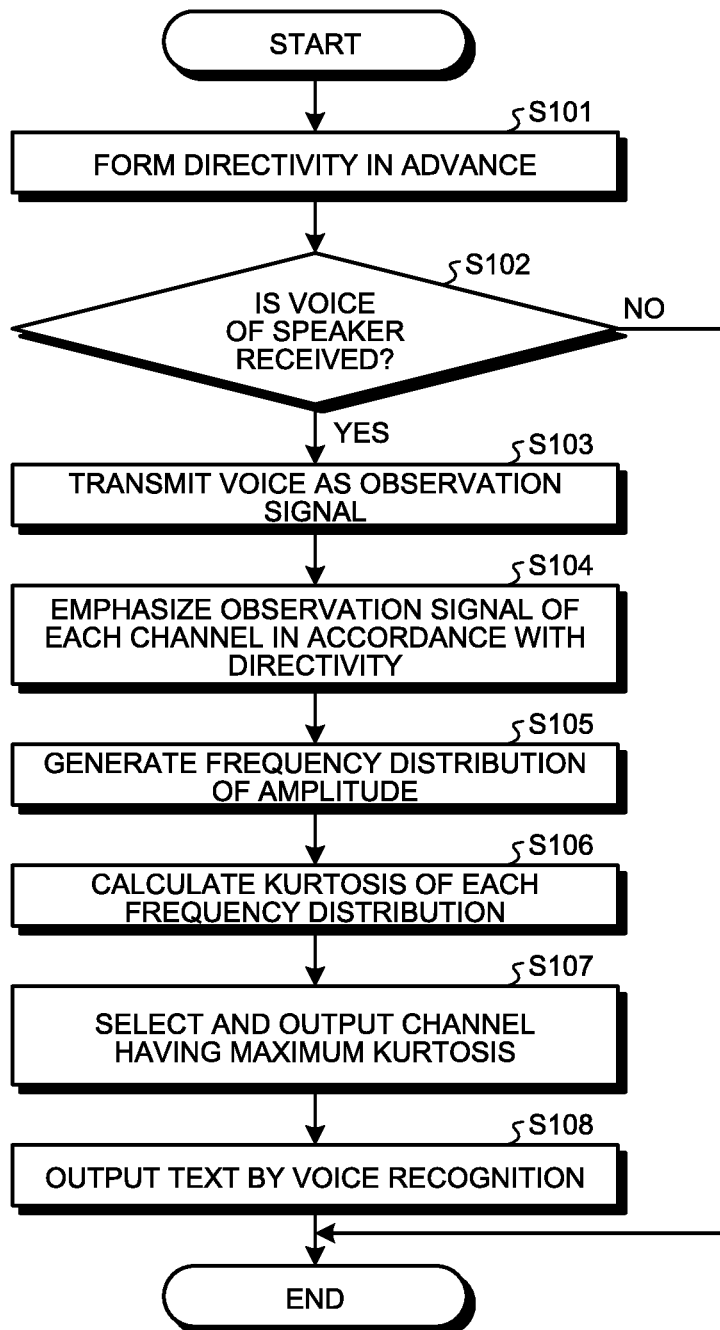 START
S101
FORM DIRECTIVITY IN ADVANCE
S102
IS VOICE
OF SPEAKER
RECEIVED?
NO
YES
S103
TRANSMIT VOICE AS OBSERVATION
SIGNAL
S104
EMPHASIZE OBSERVATION SIGNAL OF
EACH CHANNEL IN ACCORDANCE WITH
DIRECTIVITY
S105
GENERATE FREQUENCY DISTRIBUTION
OF AMPLITUDE
S106
CALCULATE KURTOSIS OF EACH
FREQUENCY DISTRIBUTION
S107
SELECT AND OUTPUT CHANNEL
HAVING MAXIMUM KURTOSIS
S108
OUTPUT TEXT BY VOICE RECOGNITION
END